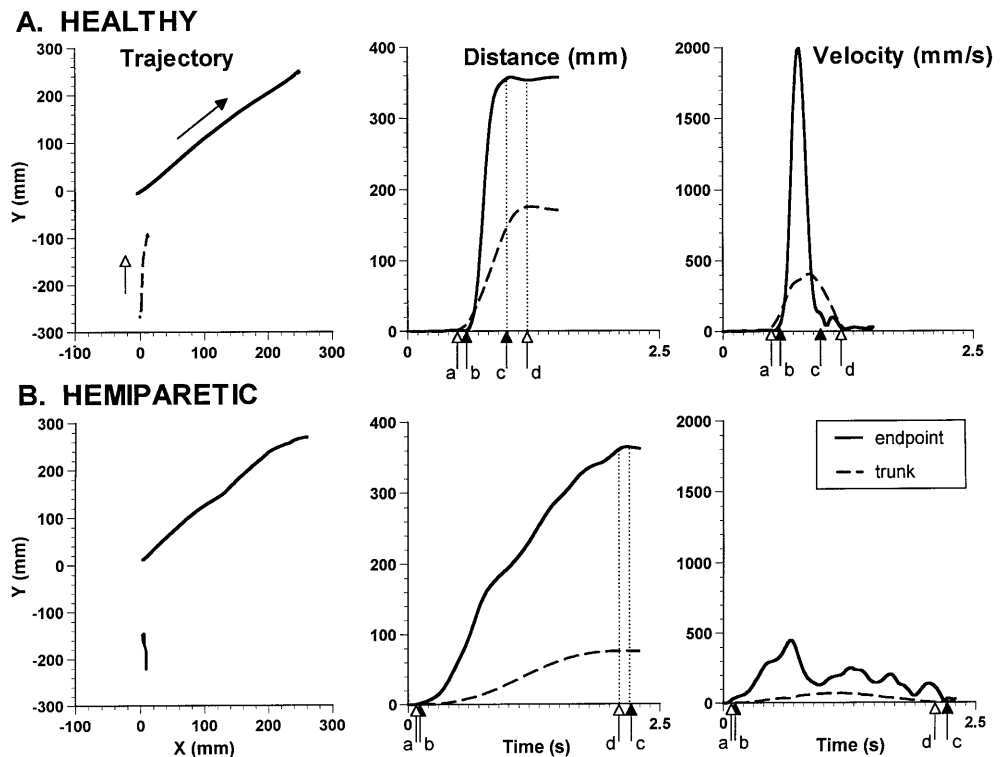 A. HEALTHY
Trajectory
Distance (mm)
Velocity (mm/s)
300
200
100
0
-100
-200
-300
Y (mm)
-100
0
100
200
300
400
300
200
100
0
0
2.5
a
b
c
d
2000
1500
1000
500
0
0
2.5
a
b
c
d
B. HEMIPARETIC
300
200
100
0
-100
-200
-300
Y (mm)
-100
0
100
200
300
X (mm)
400
300
200
100
0
0
2.5
a
b
Time (s)
d
c
2000
1500
1000
500
0
endpoint
trunk
0
2.5
a
b
Time (s)
d
c